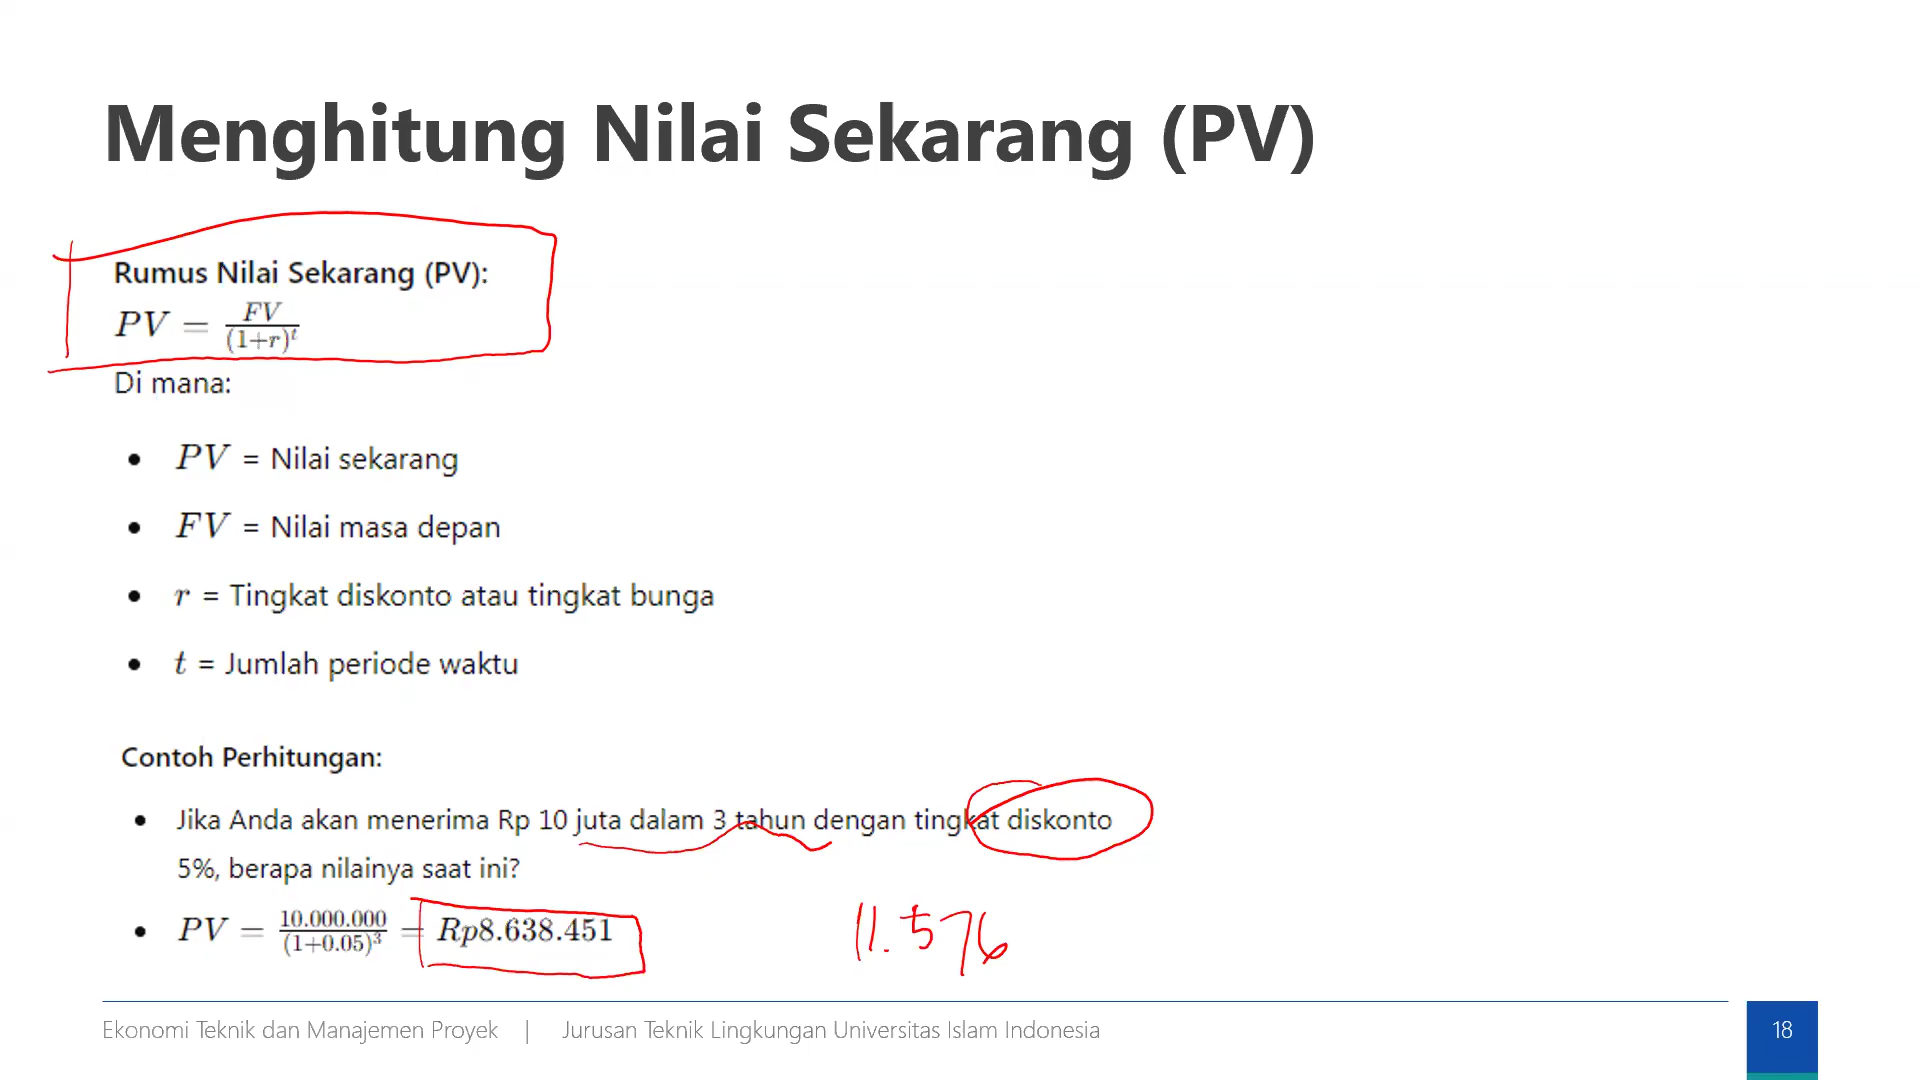 Menghitung Nilai Sekarang (PV)
Rumus Nilai Sekarang (PV):
PV = FV/(1+r)^t
Di mana:
• PV = Nilai sekarang
• FV = Nilai masa depan
• r = Tingkat diskonto atau tingkat bunga
• t = Jumlah periode waktu
Contoh Perhitungan:
• Jika Anda akan menerima Rp 10 juta dalam 3 tahun dengan tingkat diskonto
5%, berapa nilainya saat ini?
• PV = 10.000.000/(1+0.05)^3 = Rp8.638.451
11.576
Ekonomi Teknik dan Manajemen Proyek | Jurusan Teknik Lingkungan Universitas Islam Indonesia
18